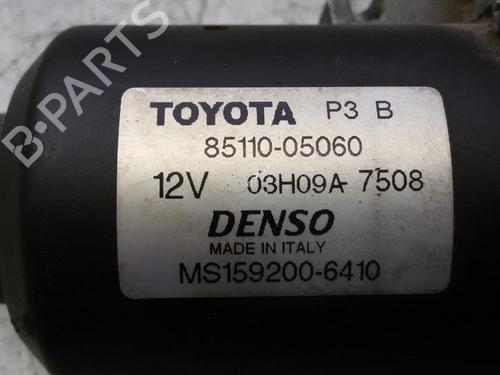 TOYOTA P3 B
85110-05060
12V 03H09A-7508
DENSO
MADE IN ITALY
MS159200-6410
B-PARTS